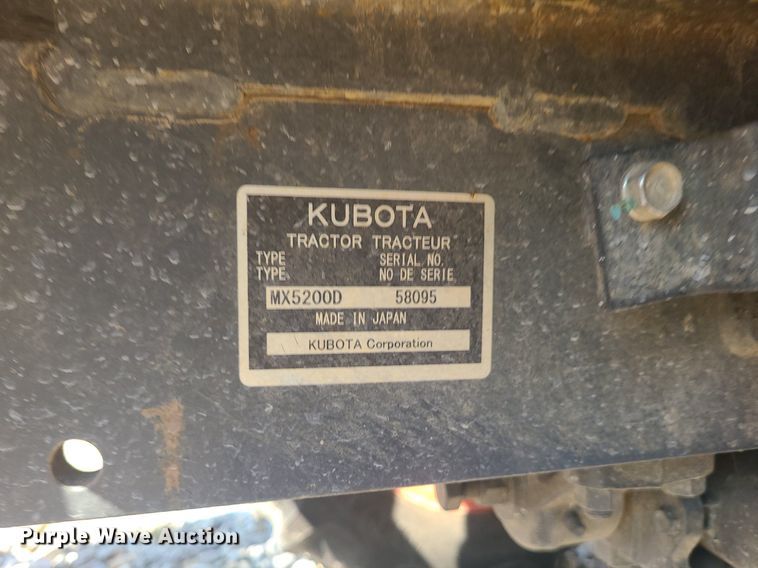 KUBOTA
TRACTOR TRACTEUR
TYPE SERIAL NO.
TYPE. NO DE SERIE
MX5200D 58095
MADE IN JAPAN
KUBOTA Corporation
Purple Wave Auction